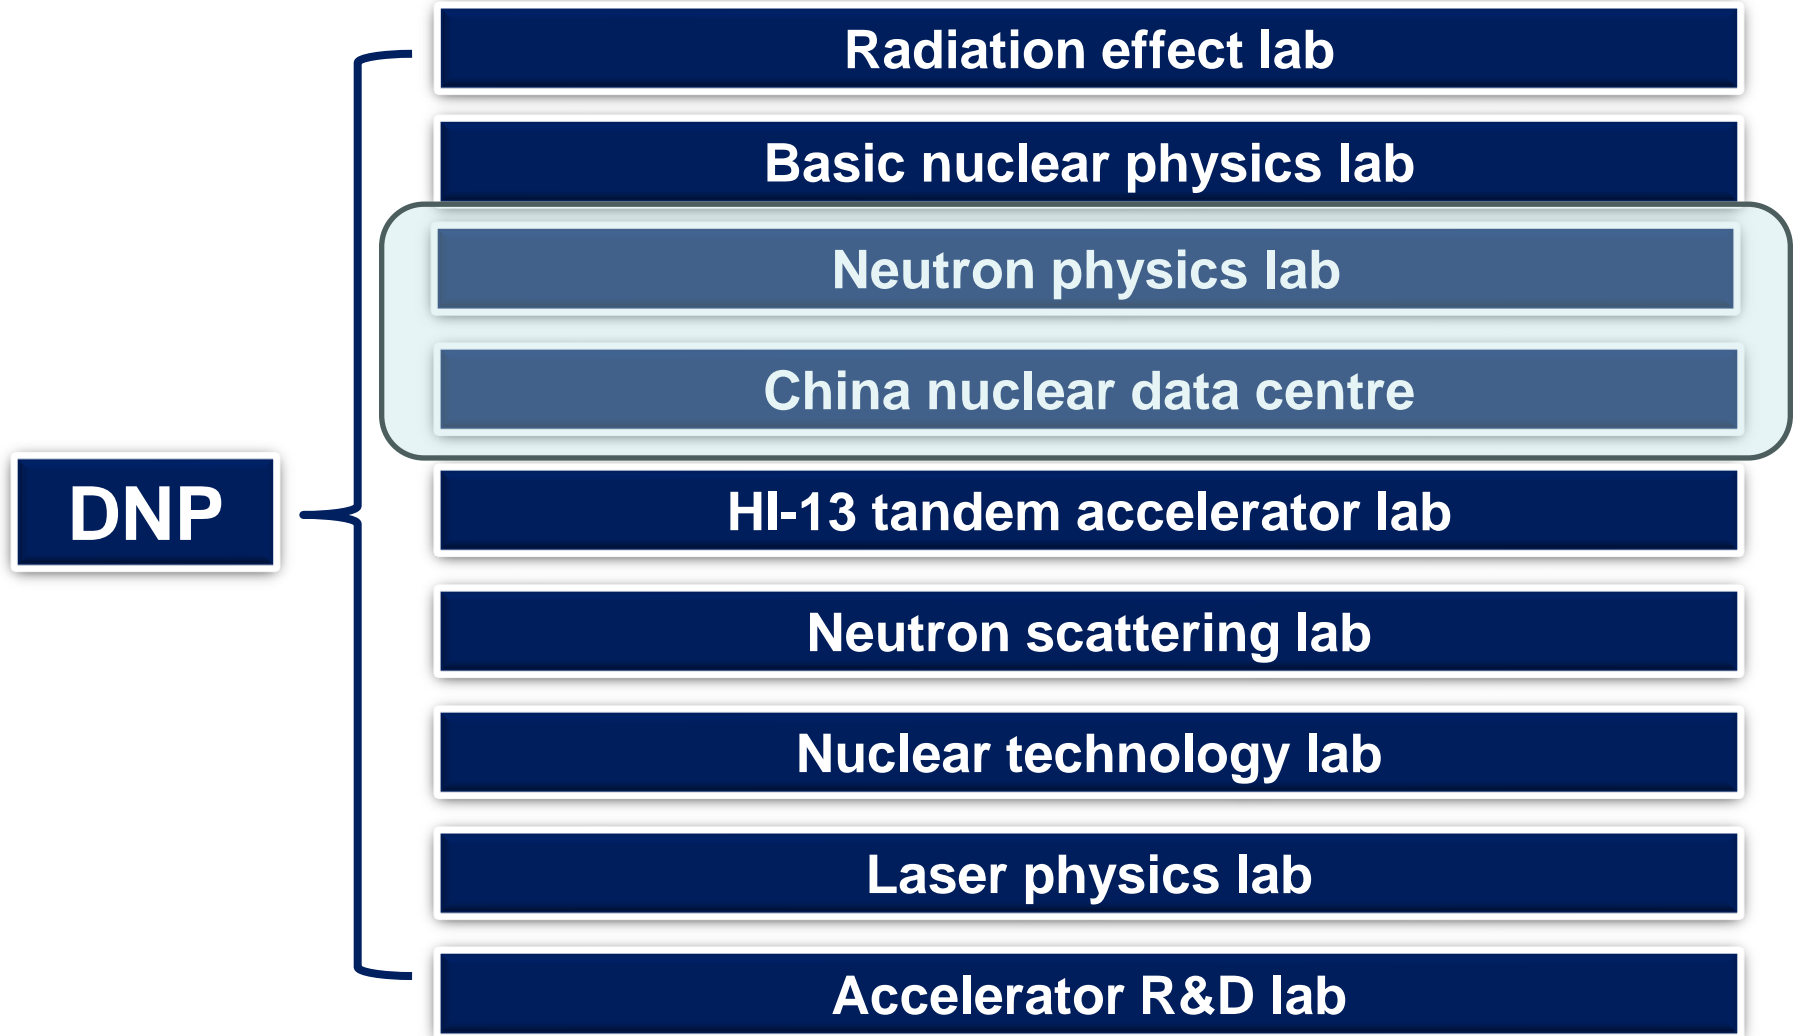 Radiation effect lab
Basic nuclear physics lab
Neutron physics lab
China nuclear data centre
DNP
HI-13 tandem accelerator lab
Neutron scattering lab
Nuclear technology lab
Laser physics lab
Accelerator R&D lab